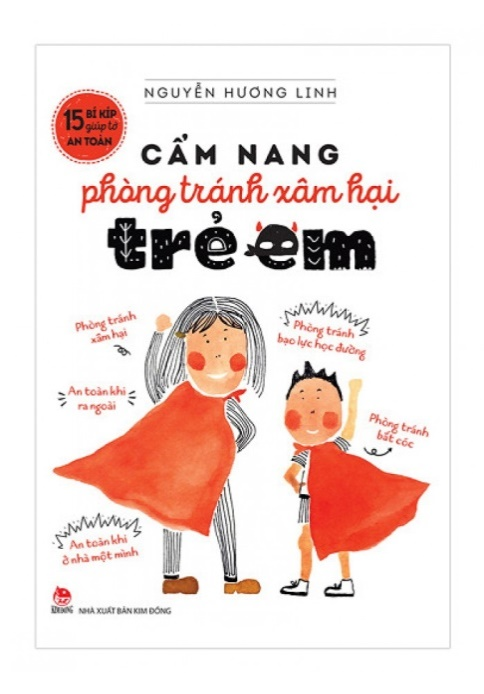 NGUYỄN HƯƠNG LINH
15 BÍ KÍP
giúp tớ
AN TOÀN
CẨM NANG
phòng tránh xâm hại
trẻ em
Phòng tránh
xâm hại
Phòng tránh
bạo lực học đường
An toàn khi
ra ngoài
Phòng tránh
bắt cóc
An toàn khi
ở nhà một mình
KIM ĐỒNG
NHÀ XUẤT BẢN KIM ĐỒNG